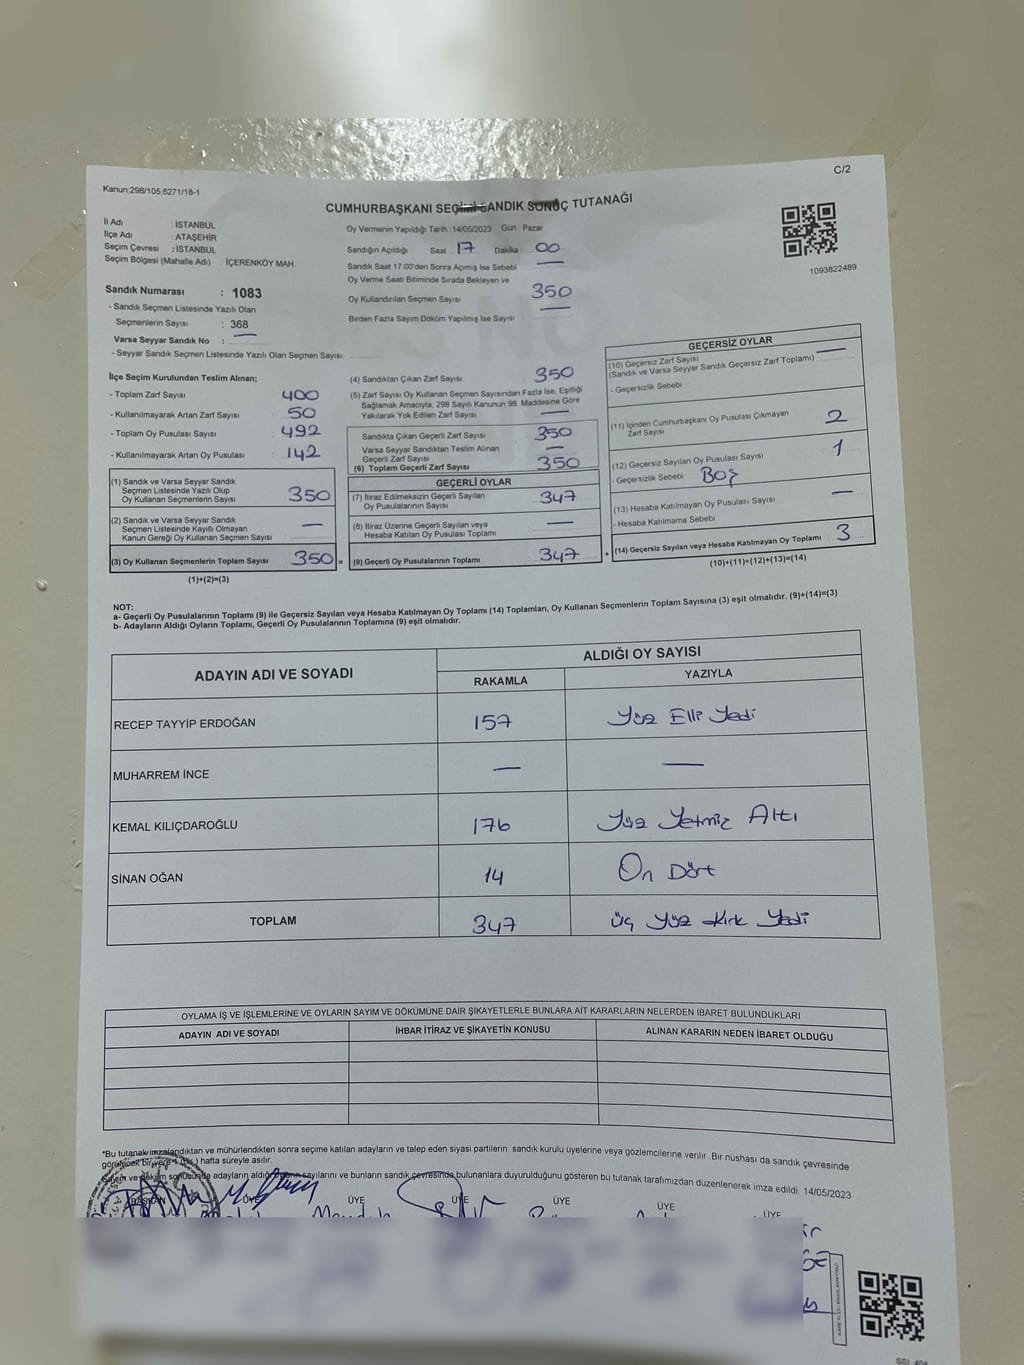 C/2
Kanun;298/105,6271/18-1
CUMHURBAŞKANI SEÇİMİ SANDIK SONUÇ TUTANAĞI
İl Adı : İSTANBUL
İlçe Adı : ATAŞEHİR
Seçim Çevresi : İSTANBUL
Seçim Bölgesi (Mahalle Adı) : İÇERENKÖY MAH.
Sandık Numarası : 1083
- Sandık Seçmen Listesinde Yazılı Olan
Seçmenlerin Sayısı : 368
Varsa Seyyar Sandık No : —
- Seyyar Sandık Seçmen Listesinde Yazılı Olan Seçmen Sayısı:
Oy Vermenin Yapıldığı Tarih 14/05/2023 Gün Pazar
Sandığın Açıldığı Saat 17 Dakika 00
Sandık Saat 17:00'den Sonra Açımış İse Sebebi —
Oy Verme Saati Bitiminde Sırada Bekleyen ve
Oy Kullandırılan Seçmen Sayısı 350
Birden Fazla Sayım Döküm Yapılmış İse Sayısı —
1093822489
İlçe Seçim Kurulundan Teslim Alınan;
- Toplam Zarf Sayısı 400
- Kullanılmayarak Artan Zarf Sayısı 50
- Toplam Oy Pusulası Sayısı 492
- Kullanılmayarak Artan Oy Pusulası 142
(1) Sandık ve Varsa Seyyar Sandık
Seçmen Listesinde Yazılı Olup
Oy Kullanan Seçmenlerin Sayısı 350
(2) Sandık ve Varsa Seyyar Sandık
Seçmen Listesinde Kayıtlı Olmayan
Kanun Gereği Oy Kullanan Seçmen Sayısı —
(3) Oy Kullanan Seçmenlerin Toplam Sayısı 350 =
(1)+(2)=(3)
(4) Sandıktan Çıkan Zarf Sayısı 350
(5) Zarf Sayısı Oy Kullanan Seçmen Sayısından Fazla İse, Eşitliği
Sağlamak Amacıyla, 298 Sayılı Kanunun 98. Maddesine Göre
Yakılarak Yok Edilen Zarf Sayısı —
Sandıkta Çıkan Geçerli Zarf Sayısı 350
Varsa Seyyar Sandıktan Teslim Alınan
Geçerli Zarf Sayısı —
(6) Toplam Geçerli Zarf Sayısı 350
GEÇERLİ OYLAR
(7) İtiraz Edilmeksizin Geçerli Sayılan
Oy Pusulalarının Sayısı 347
(8) İtiraz Üzerine Geçerli Sayılan veya
Hesaba Katılan Oy Pusulası Toplamı —
(9) Geçerli Oy Pusulalarının Toplamı 347 +
GEÇERSİZ OYLAR
(10) Geçersiz Zarf Sayısı —
(Sandık ve Varsa Seyyar Sandık Geçersiz Zarf Toplamı)
- Geçersizlik Sebebi
(11) İçinden Cumhurbaşkanı Oy Pusulası Çıkmayan
Zarf Sayısı 2
(12) Geçersiz Sayılan Oy Pusulası Sayısı 1
- Geçersizlik Sebebi Boş
(13) Hesaba Katılmayan Oy Pusulası Sayısı —
- Hesaba Katılmama Sebebi
(14) Geçersiz Sayılan veya Hesaba Katılmayan Oy Toplamı 3
(10)+(11)+(12)+(13)=(14)
NOT:
a- Geçerli Oy Pusulalarının Toplamı (9) ile Geçersiz Sayılan veya Hesaba Katılmayan Oy Toplamı (14) Toplamları, Oy Kullanan Seçmenlerin Toplam Sayısına (3) eşit olmalıdır. (9)+(14)=(3)
b- Adayların Aldığı Oyların Toplamı, Geçerli Oy Pusulalarının Toplamına (9) eşit olmalıdır.
ADAYIN ADI VE SOYADI
ALDIĞI OY SAYISI
RAKAMLA YAZIYLA
RECEP TAYYİP ERDOĞAN 157 Yüz Elli Yedi
MUHARREM İNCE — —
KEMAL KILIÇDAROĞLU 176 Yüz Yetmiş Altı
SİNAN OĞAN 14 On Dört
TOPLAM 347 Üç Yüz Kırk Yedi
OYLAMA İŞ VE İŞLEMLERİNE VE OYLARIN SAYIM VE DÖKÜMÜNE DAİR ŞİKAYETLERLE BUNLARA AİT KARARLARIN NELERDEN İBARET BULUNDUKLARI
ADAYIN ADI VE SOYADI İHBAR İTİRAZ VE ŞİKAYETİN KONUSU ALINAN KARARIN NEDEN İBARET OLDUĞU
*Bu tutanak imzalandıktan ve mühürlendikten sonra seçime katılan adayların ve talep eden siyasi partilerin sandık kurulu üyelerine veya gözlemcilerine verilir. Bir nüshası da sandık çevresinde
görülecek bir yere 1 (Bir) hafta süreyle asılır.
Sayım ve döküm sonucunda adayların aldığı sayılarını ve bunların sandık çevresinde bulunanlara duyurulduğunu gösteren bu tutanak tarafımızdan düzenlenerek imza edildi. 14/05/2023
BAŞKAN ÜYE ÜYE ÜYE ÜYE ÜYE ÜYE